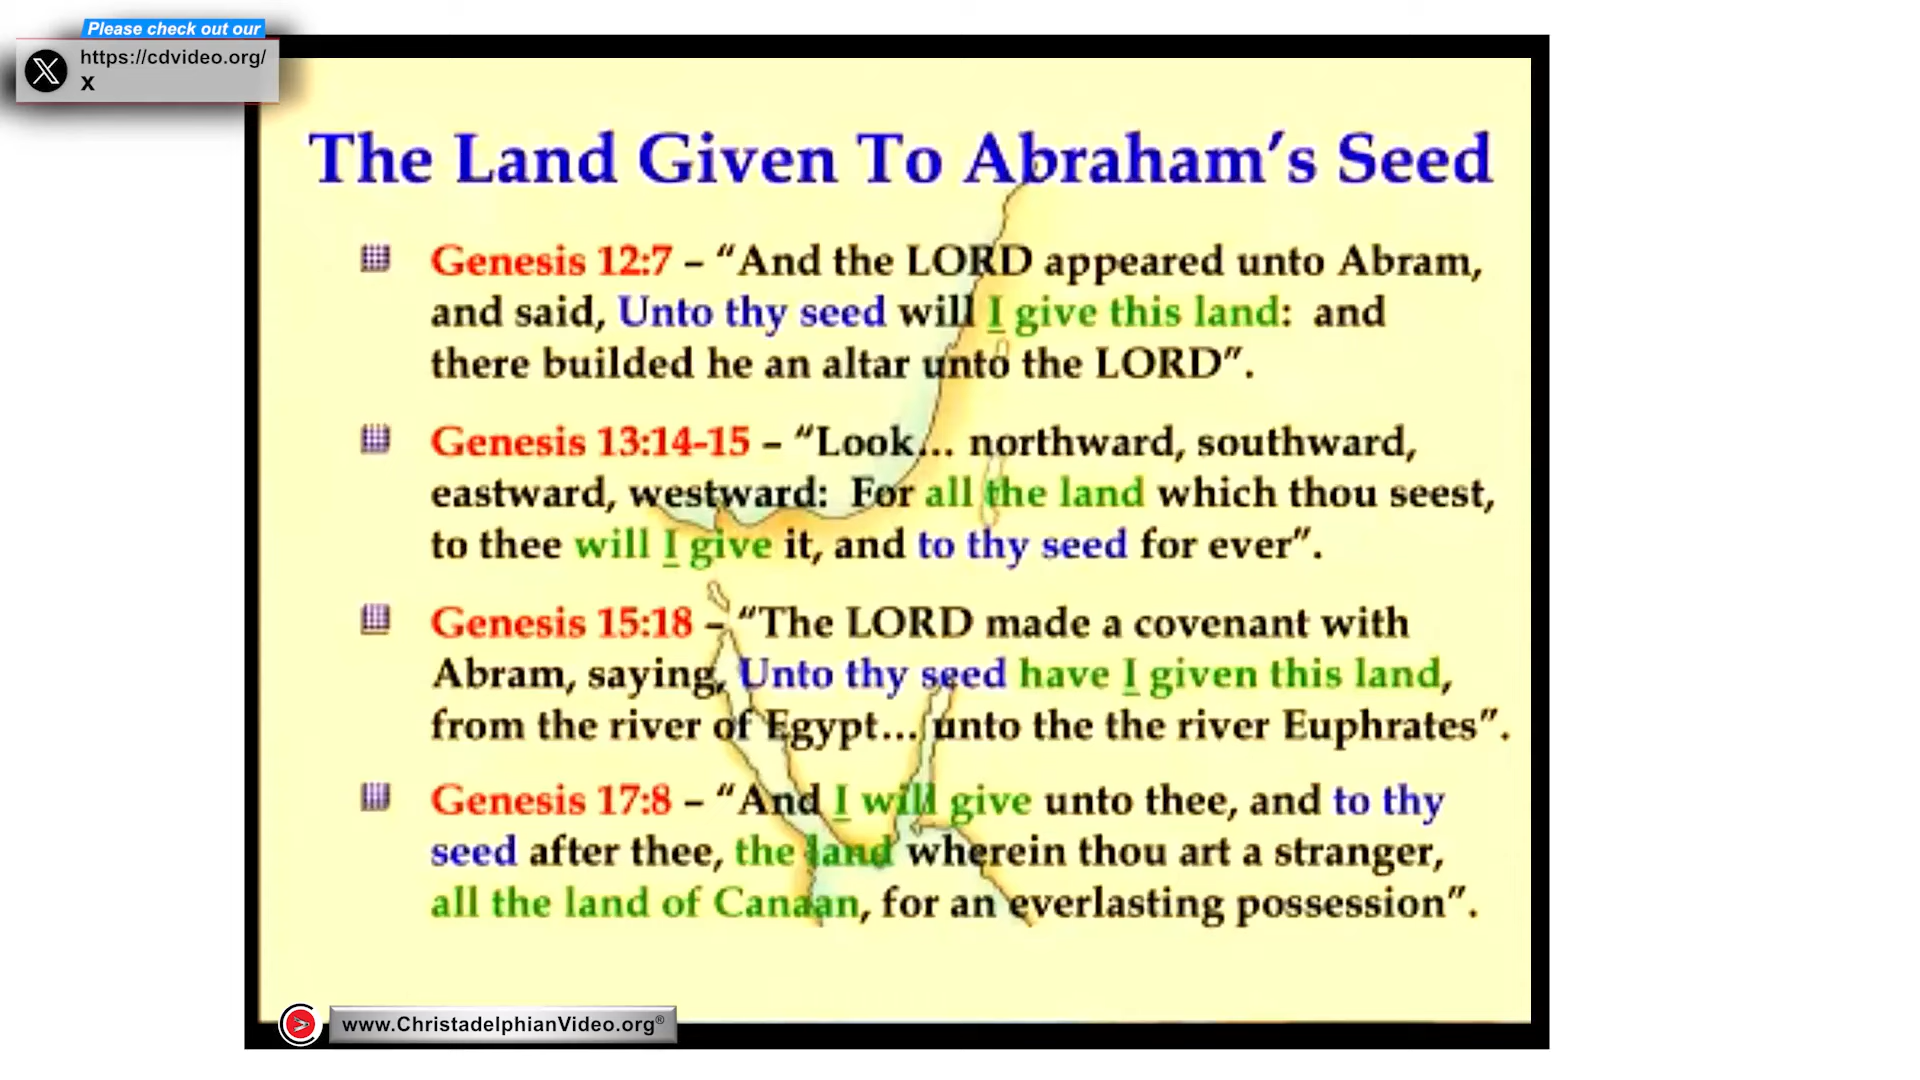 Please check out our
https://cdvideo.org/
x
The Land Given To Abraham's Seed
Genesis 12:7 – “And the LORD appeared unto Abram,
and said, Unto thy seed will I give this land:  and
there builded he an altar unto the LORD”.
Genesis 13:14-15 – “Look... northward, southward,
eastward, westward:  For all the land which thou seest,
to thee will I give it, and to thy seed for ever”.
Genesis 15:18 – “The LORD made a covenant with
Abram, saying, Unto thy seed have I given this land,
from the river of Egypt... unto the the river Euphrates”.
Genesis 17:8 – “And I will give unto thee, and to thy
seed after thee, the land wherein thou art a stranger,
all the land of Canaan, for an everlasting possession”.
www.ChristadelphianVideo.org®